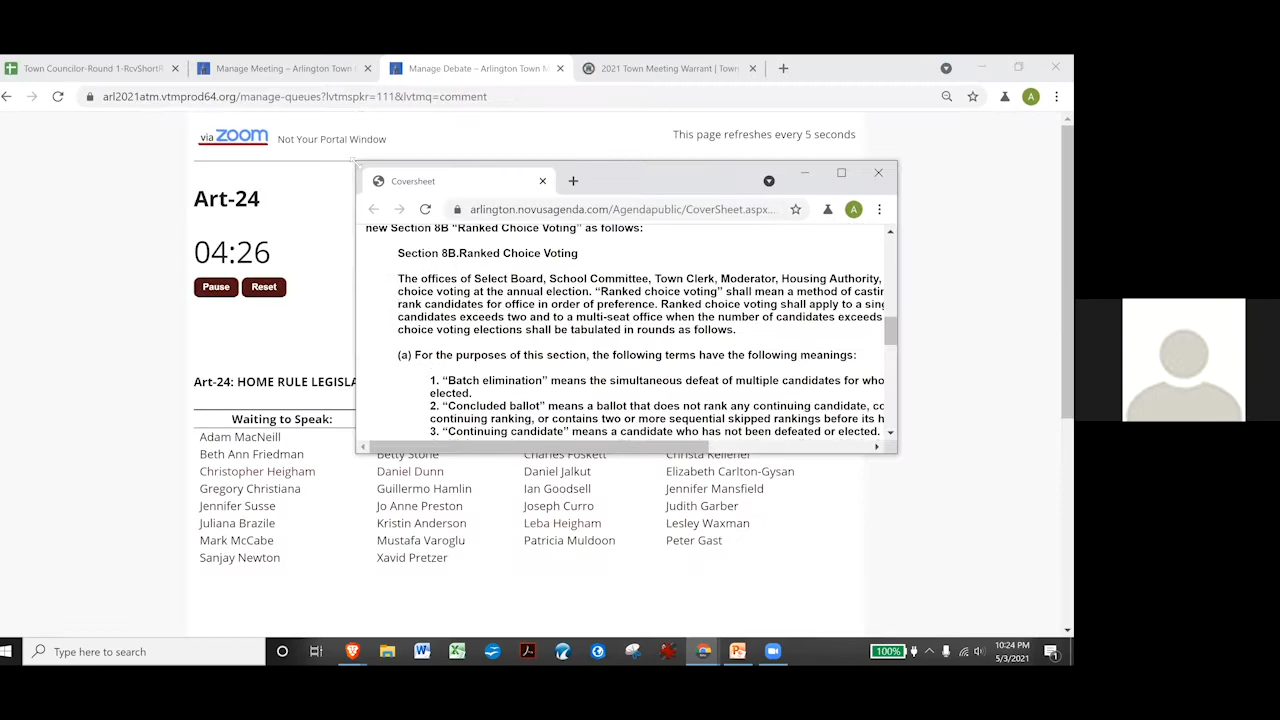 Town Councilor-Round 1-RcvShortR
Manage Meeting – Arlington Town
Manage Debate – Arlington Town M
2021 Town Meeting Warrant | Town
arl2021atm.vtmprod64.org/manage-queues?lvtmspkr=111&lvtmq=comment
A
via zoom
Not Your Portal Window
This page refreshes every 5 seconds
Art-24
04:26
Pause
Reset
Coversheet
arlington.novusagenda.com/Agendapublic/CoverSheet.aspx...
A
new Section 8B "Ranked Choice Voting" as follows:
Section 8B.Ranked Choice Voting
The offices of Select Board, School Committee, Town Clerk, Moderator, Housing Authority,
choice voting at the annual election. "Ranked choice voting" shall mean a method of castin
rank candidates for office in order of preference. Ranked choice voting shall apply to a sing
candidates exceeds two and to a multi-seat office when the number of candidates exceeds
choice voting elections shall be tabulated in rounds as follows.
(a) For the purposes of this section, the following terms have the following meanings:
1. "Batch elimination" means the simultaneous defeat of multiple candidates for who
elected.
2. "Concluded ballot" means a ballot that does not rank any continuing candidate, co
continuing ranking, or contains two or more sequential skipped rankings before its h
3. "Continuing candidate" means a candidate who has not been defeated or elected.
Art-24: HOME RULE LEGISLA
Waiting to Speak:
Adam MacNeill
Beth Ann Friedman Betty Stone Charles Foskett Christa Kelleher
Christopher Heigham Daniel Dunn Daniel Jalkut Elizabeth Carlton-Gysan
Gregory Christiana Guillermo Hamlin Ian Goodsell Jennifer Mansfield
Jennifer Susse Jo Anne Preston Joseph Curro Judith Garber
Juliana Brazile Kristin Anderson Leba Heigham Lesley Waxman
Mark McCabe Mustafa Varoglu Patricia Muldoon Peter Gast
Sanjay Newton Xavid Pretzer
Type here to search
100%
10:24 PM
5/3/2021
1